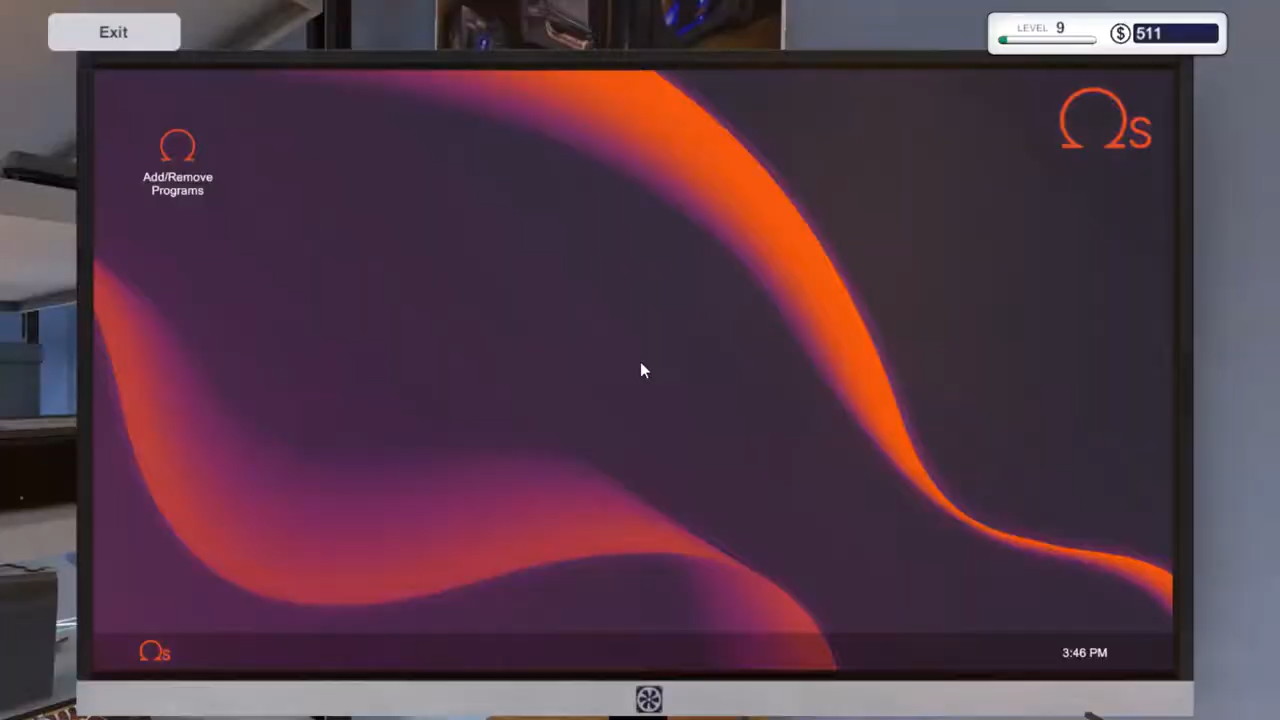 Exit
LEVEL 9
$ 511
Ωs
Add/Remove
Programs
Ωs
3:46 PM